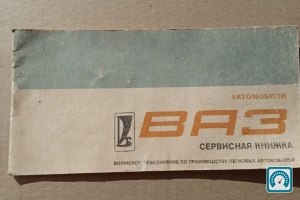 АВТОМОБИЛИ
ВАЗ
СЕРВИСНАЯ КНИЖКА
ВОЛЖСКОЕ ОБЪЕДИНЕНИЕ ПО ПРОИЗВОДСТВУ ЛЕГКОВЫХ АВТОМОБИЛЕЙ